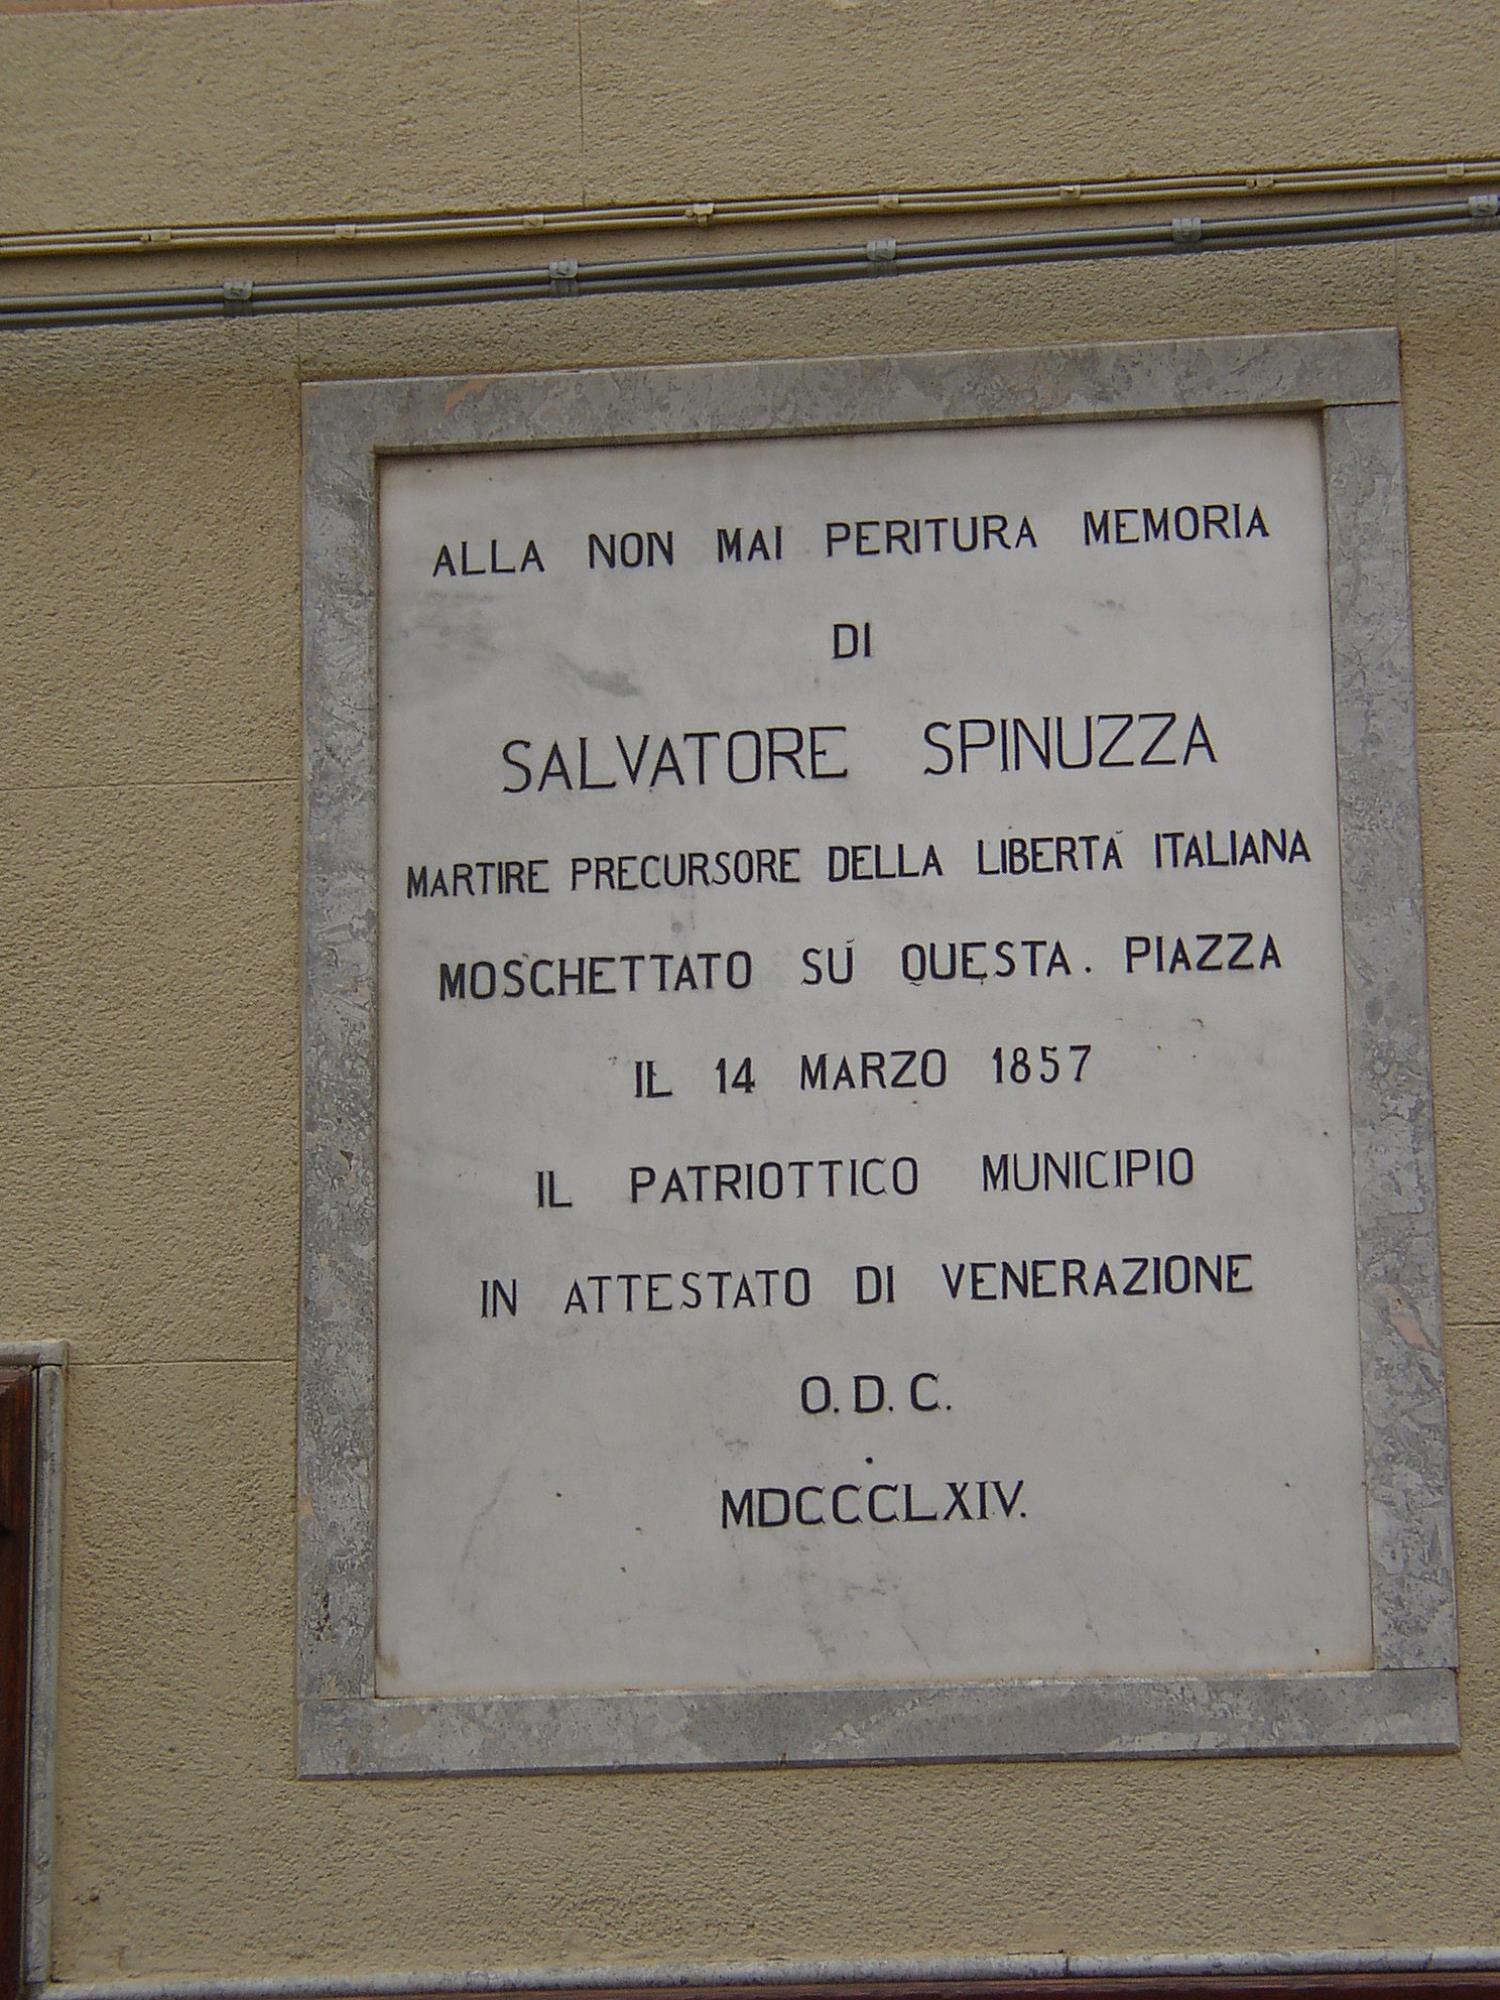 ALLA NON MAI PERITURA MEMORIA
DI
SALVATORE SPINUZZA
MARTIRE PRECURSORE DELLA LIBERTÀ ITALIANA
MOSCHETTATO SU QUESTA. PIAZZA
IL 14 MARZO 1857
IL PATRIOTTICO MUNICIPIO
IN ATTESTATO DI VENERAZIONE
O.D.C.
MDCCCLXIV.